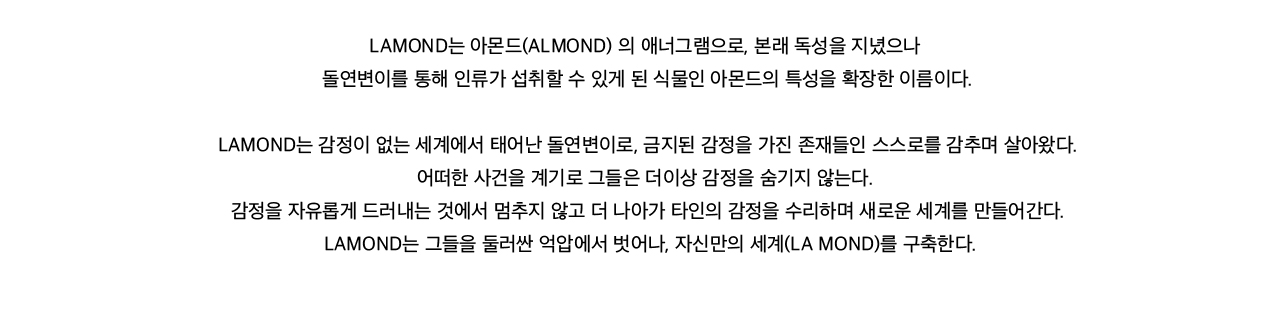 LAMOND는 아몬드(ALMOND) 의 애너그램으로, 본래 독성을 지녔으나
돌연변이를 통해 인류가 섭취할 수 있게 된 식물인 아몬드의 특성을 확장한 이름이다.
LAMOND는 감정이 없는 세계에서 태어난 돌연변이로, 금지된 감정을 가진 존재들인 스스로를 감추며 살아왔다.
어떠한 사건을 계기로 그들은 더이상 감정을 숨기지 않는다.
감정을 자유롭게 드러내는 것에서 멈추지 않고 더 나아가 타인의 감정을 수리하며 새로운 세계를 만들어간다.
LAMOND는 그들을 둘러싼 억압에서 벗어나, 자신만의 세계(LA MOND)를 구축한다.